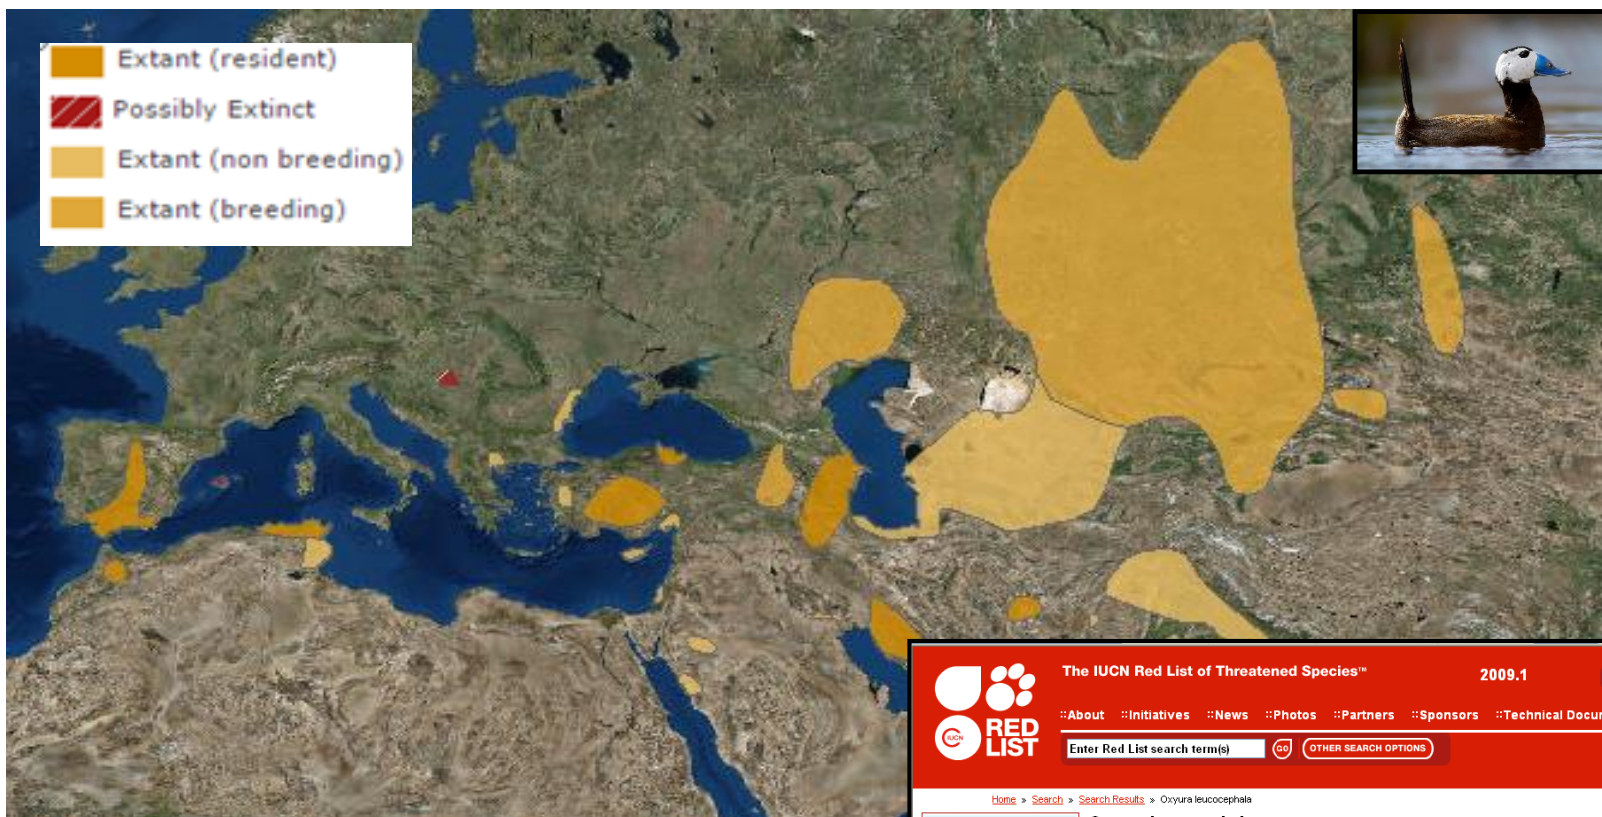 Extant (resident)
Possibly Extinct
Extant (non breeding)
Extant (breeding)
The IUCN Red List of Threatened Species™
2009.1
::About ::Initiatives ::News ::Photos ::Partners ::Sponsors ::Technical Docu
IUCN
RED
LIST
Enter Red List search term(s)
GO
OTHER SEARCH OPTIONS
Home » Search » Search Results » Oxyura leucocephala